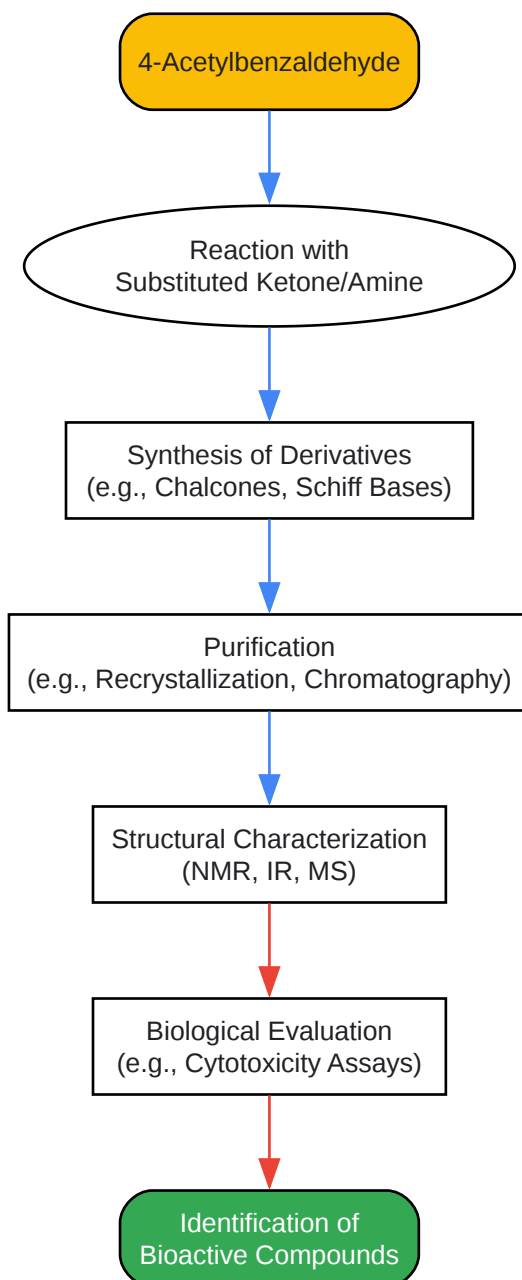 4-Acetylbenzaldehyde
Reaction with
Substituted Ketone/Amine
Synthesis of Derivatives
(e.g., Chalcones, Schiff Bases)
Purification
(e.g., Recrystallization, Chromatography)
Structural Characterization
(NMR, IR, MS)
Biological Evaluation
(e.g., Cytotoxicity Assays)
Identification of
Bioactive Compounds